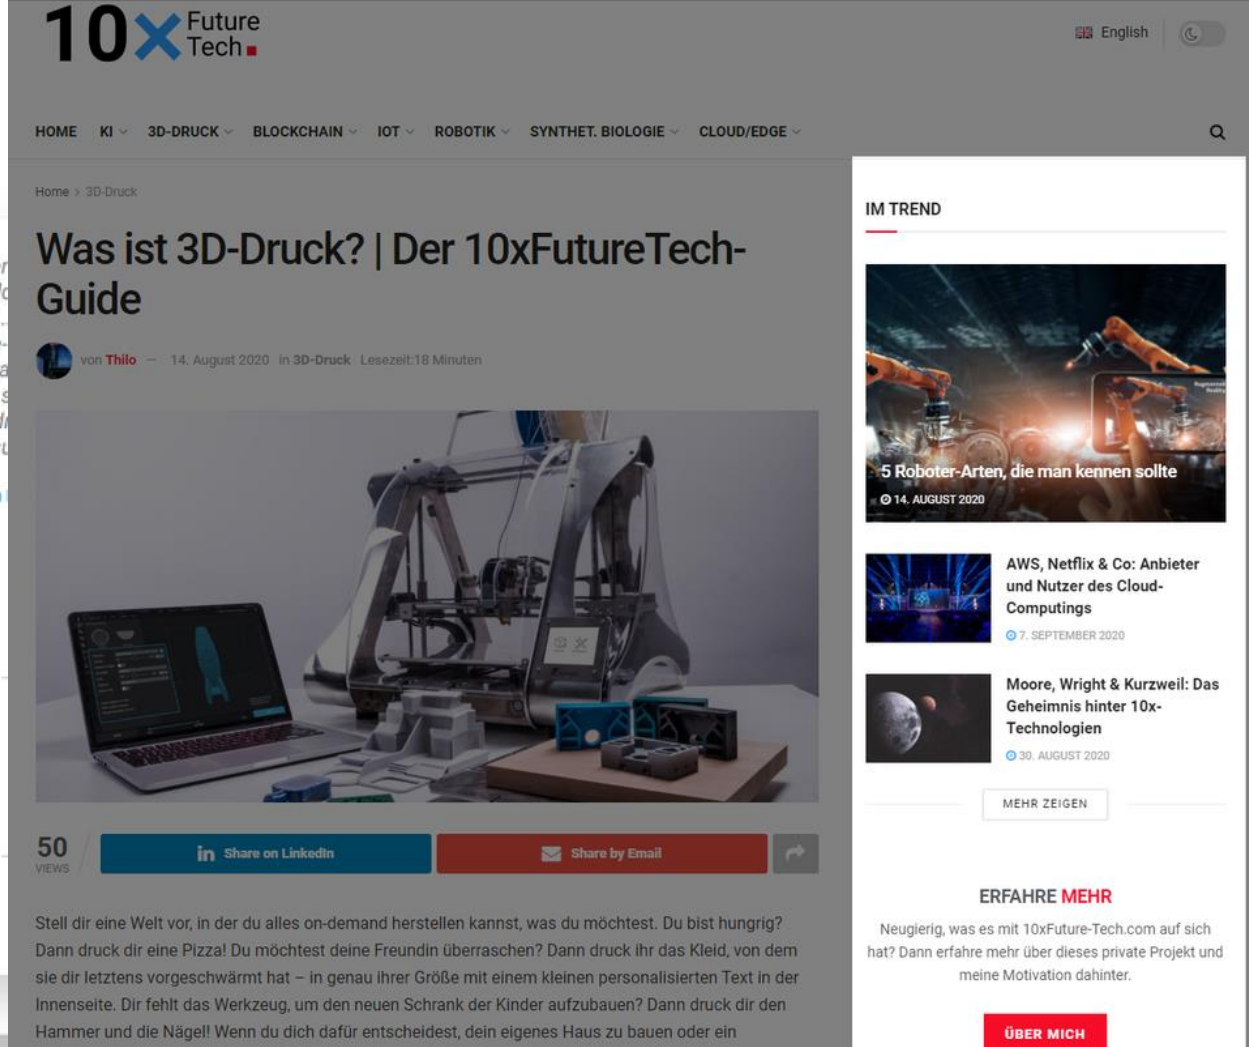 10x Future
Tech
English
HOME KI 3D-DRUCK BLOCKCHAIN IOT ROBOTIK SYNTHET. BIOLOGIE CLOUD/EDGE
Home > 3D-Druck
Was ist 3D-Druck? | Der 10xFutureTech-
Guide
von Thilo — 14. August 2020 in 3D-Druck Lesezeit:18 Minuten
50
VIEWS
in Share on LinkedIn
Share by Email
Stell dir eine Welt vor, in der du alles on-demand herstellen kannst, was du möchtest. Du bist hungrig?
Dann druck dir eine Pizza! Du möchtest deine Freundin überraschen? Dann druck ihr das Kleid, von dem
sie dir letztens vorgeschwärmt hat – in genau ihrer Größe mit einem kleinen personalisierten Text in der
Innenseite. Dir fehlt das Werkzeug, um den neuen Schrank der Kinder aufzubauen? Dann druck dir den
Hammer und die Nägel! Wenn du dich dafür entscheidest, dein eigenes Haus zu bauen oder ein
IM TREND
5 Roboter-Arten, die man kennen sollte
14. AUGUST 2020
AWS, Netflix & Co: Anbieter
und Nutzer des Cloud-
Computings
7. SEPTEMBER 2020
Moore, Wright & Kurzweil: Das
Geheimnis hinter 10x-
Technologien
30. AUGUST 2020
MEHR ZEIGEN
ERFAHRE MEHR
Neugierig, was es mit 10xFuture-Tech.com auf sich
hat? Dann erfahre mehr über dieses private Projekt und
meine Motivation dahinter.
ÜBER MICH